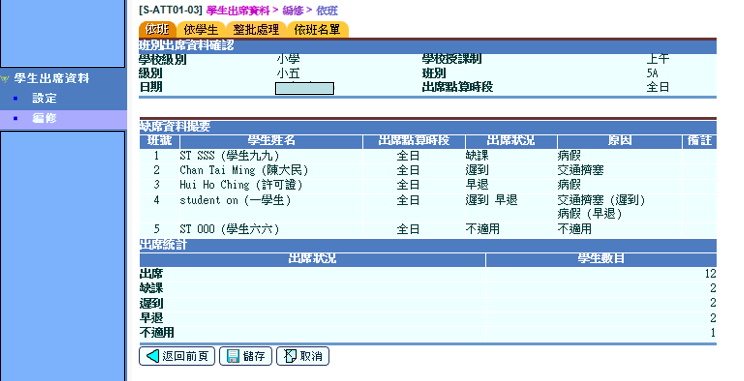 [S-ATT01-03] 學生出席資料 > 編修 > 依班
依班 依學生 整批處理 依班名單
學生出席資料
設定
編修
班別出席資料確認
學校級別 小學 學校授課制 上午
級別 小五 班別 5A
日期 出席點算時段 全日
缺席資料撮要
班號 學生姓名 出席點算時段 出席狀況 原因 備註
1 ST SSS (學生九九) 全日 缺課 病假
2 Chan Tai Ming (陳大民) 全日 遲到 交通擠塞
3 Hui Ho Ching (許可證) 全日 早退 病假
4 student on (一學生) 全日 遲到 早退 交通擠塞 (遲到)
病假 (早退)
5 ST OOO (學生六六) 全日 不適用 不適用
出席統計
出席狀況 學生數目
出席 12
缺課 2
遲到 2
早退 2
不適用 1
返回前頁 儲存 取消